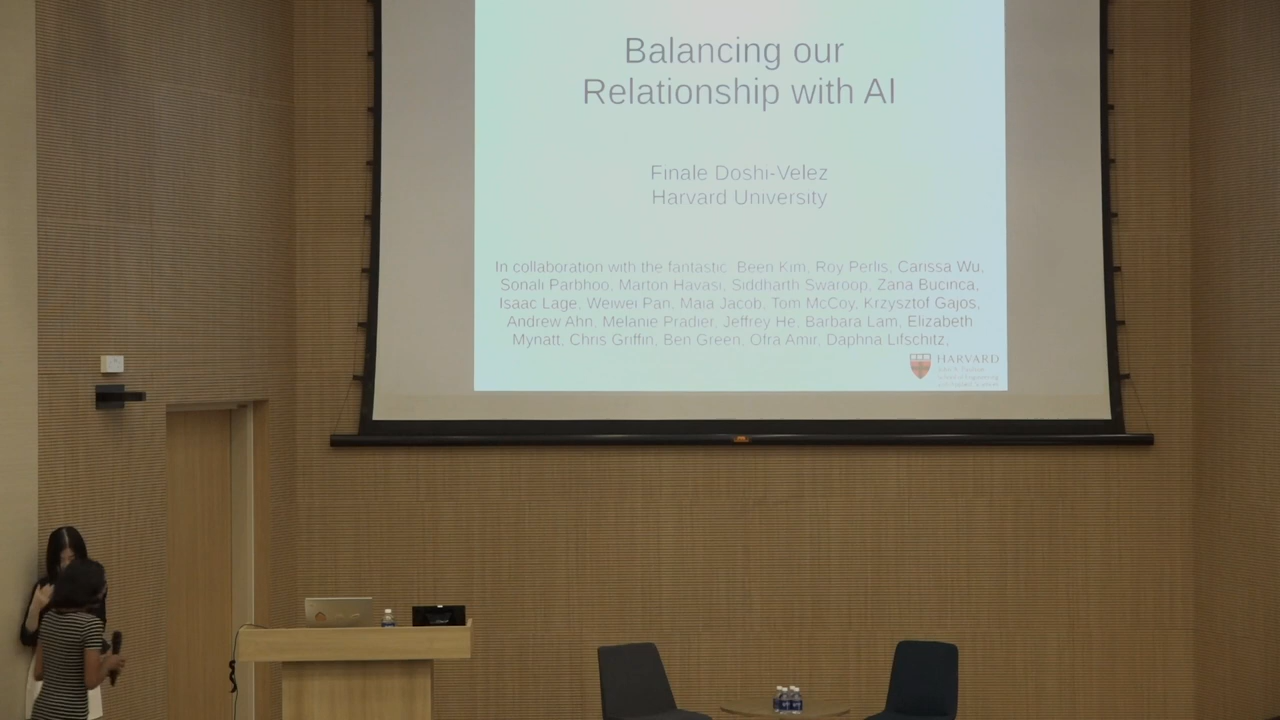 Balancing our
Relationship with AI
Finale Doshi-Velez
Harvard University
In collaboration with the fantastic Been Kim, Roy Perlis, Carissa Wu,
Sonali Parbhoo, Marton Havasi, Siddharth Swaroop, Zana Bucinca,
Isaac Lage, Weiwei Pan, Maia Jacob, Tom McCoy, Krzysztof Gajos,
Andrew Ahn, Melanie Pradier, Jeffrey He, Barbara Lam, Elizabeth
Mynatt, Chris Griffin, Ben Green, Ofra Amir, Daphna Lifschitz,
HARVARD